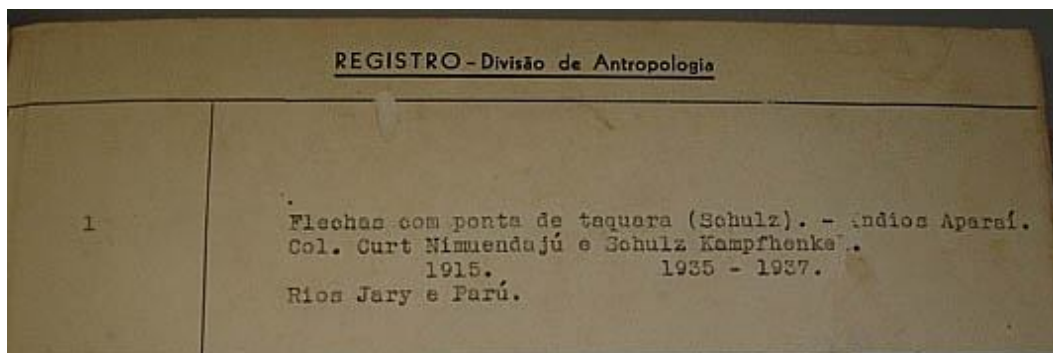 REGISTRO - Divisão de Antropologia
1 Flechas com ponta de taquara (Schulz). - Índios Aparaí.
Col. Curt Nimuendajú e Schulz Kampfhenkel.
1915. 1935 - 1937.
Rios Jary e Parú.